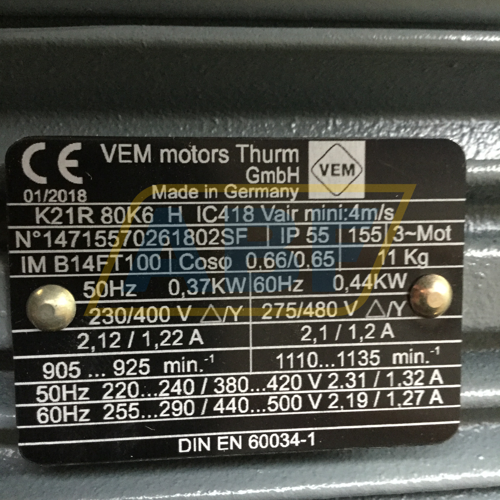 CE VEM motors Thurm GmbH VEM
01/2018 Made in Germany
K21R 80K6 H IC418 Vair mini:4m/s
N°14715570261802SF IP 55 155 3~Mot
IM B14FT100 Cosφ 0,66/0.65 11 Kg
50Hz 0,37KW 60Hz 0,44KW
230/400 V △/Y 275/480 V △/Y
2,12 / 1,22 A 2,1 / 1,2 A
905 ... 925 min.-1 1110...1135 min.-1
50Hz 220...240 / 380...420 V 2.31 / 1.32 A
60Hz 255...290 / 440...500 V 2,19 / 1,27 A
DIN EN 60034-1